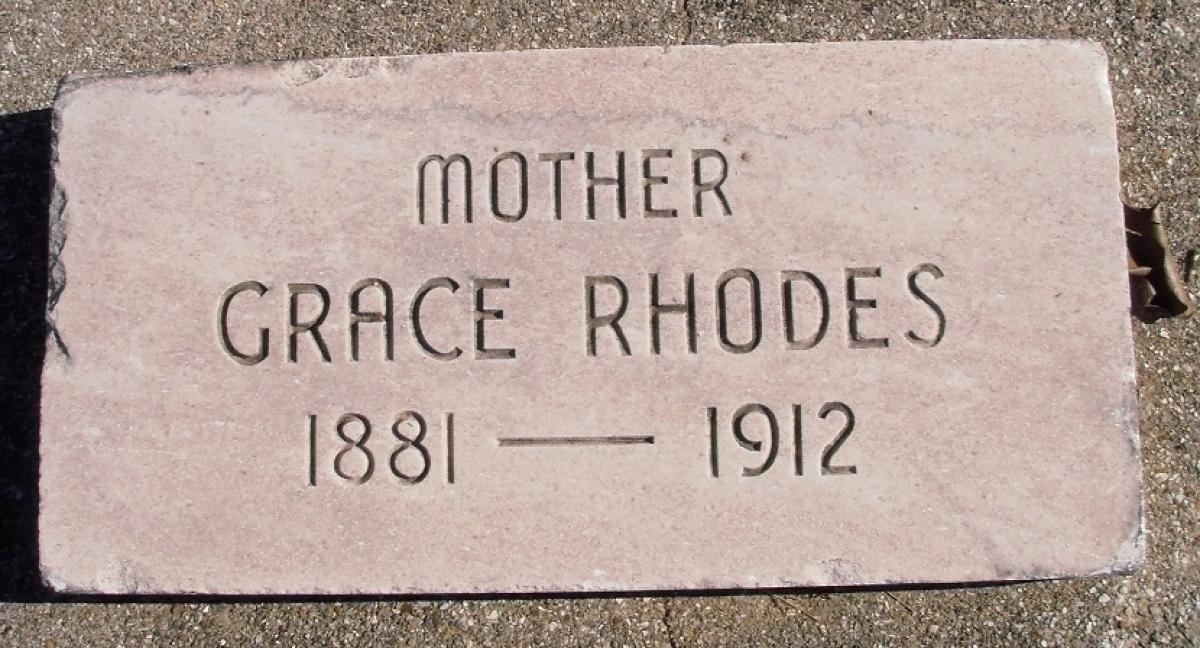 MOTHER
GRACE RHODES
1881 — 1912